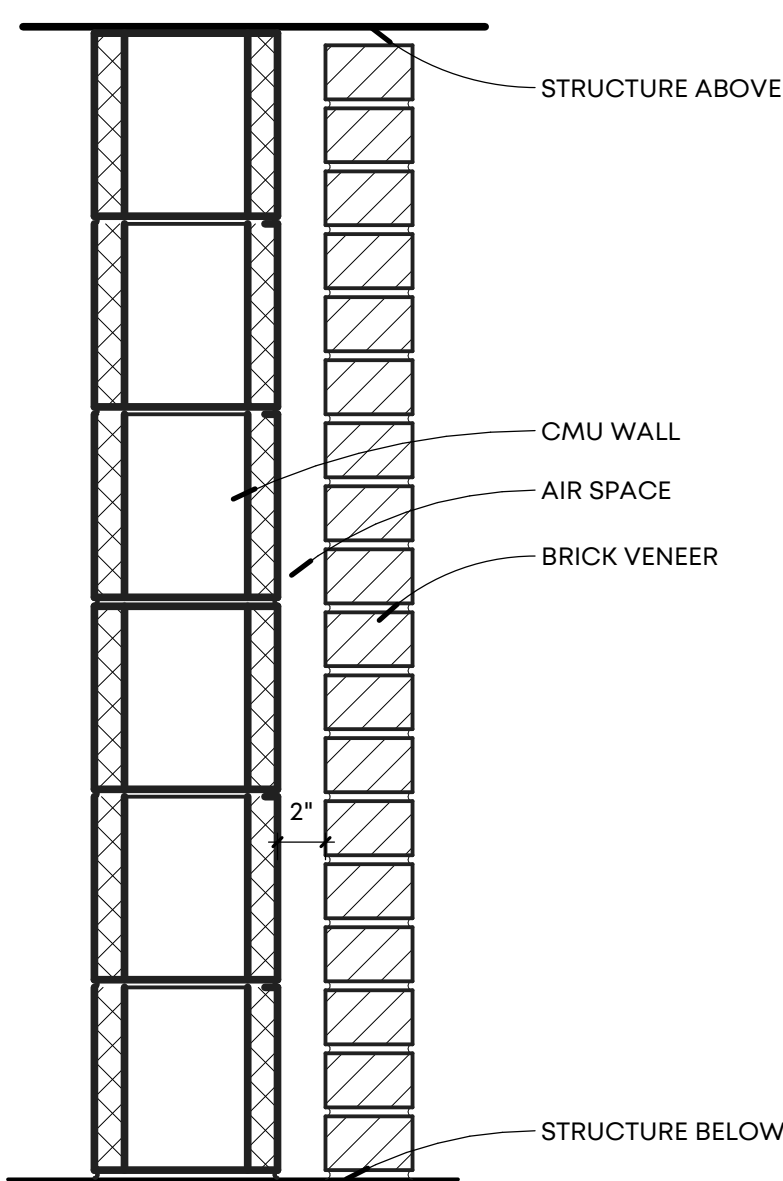 STRUCTURE ABOVE
CMU WALL
AIR SPACE
BRICK VENEER
2"
STRUCTURE BELOW